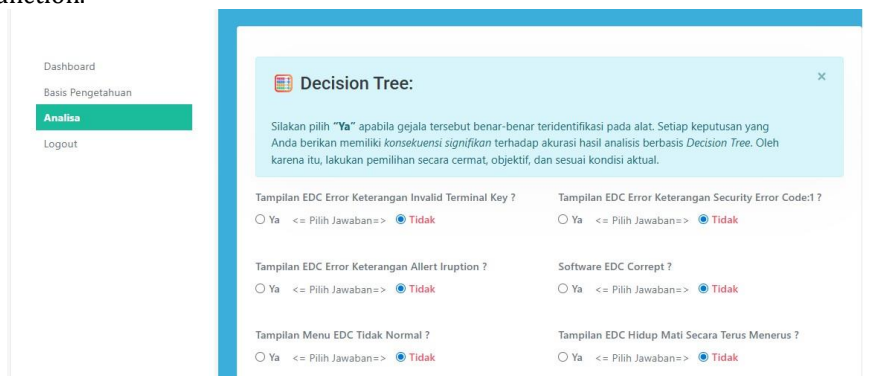 Dashboard
Basis Pengetahuan
Analisa
Logout
Decision Tree:
×
Silakan pilih "Ya" apabila gejala tersebut benar-benar teridentifikasi pada alat. Setiap keputusan yang
Anda berikan memiliki konsekuensi signifikan terhadap akurasi hasil analisis berbasis Decision Tree. Oleh
karena itu, lakukan pemilihan secara cermat, objektif, dan sesuai kondisi aktual.
Tampilan EDC Error Keterangan Invalid Terminal Key ?
Ya <= Pilih Jawaban=> Tidak
Tampilan EDC Error Keterangan Security Error Code:1 ?
Ya <= Pilih Jawaban=> Tidak
Tampilan EDC Error Keterangan Allert Iruption ?
Ya <= Pilih Jawaban=> Tidak
Software EDC Corrept ?
Ya <= Pilih Jawaban=> Tidak
Tampilan Menu EDC Tidak Normal ?
Ya <= Pilih Jawaban=> Tidak
Tampilan EDC Hidup Mati Secara Terus Menerus ?
Ya <= Pilih Jawaban=> Tidak